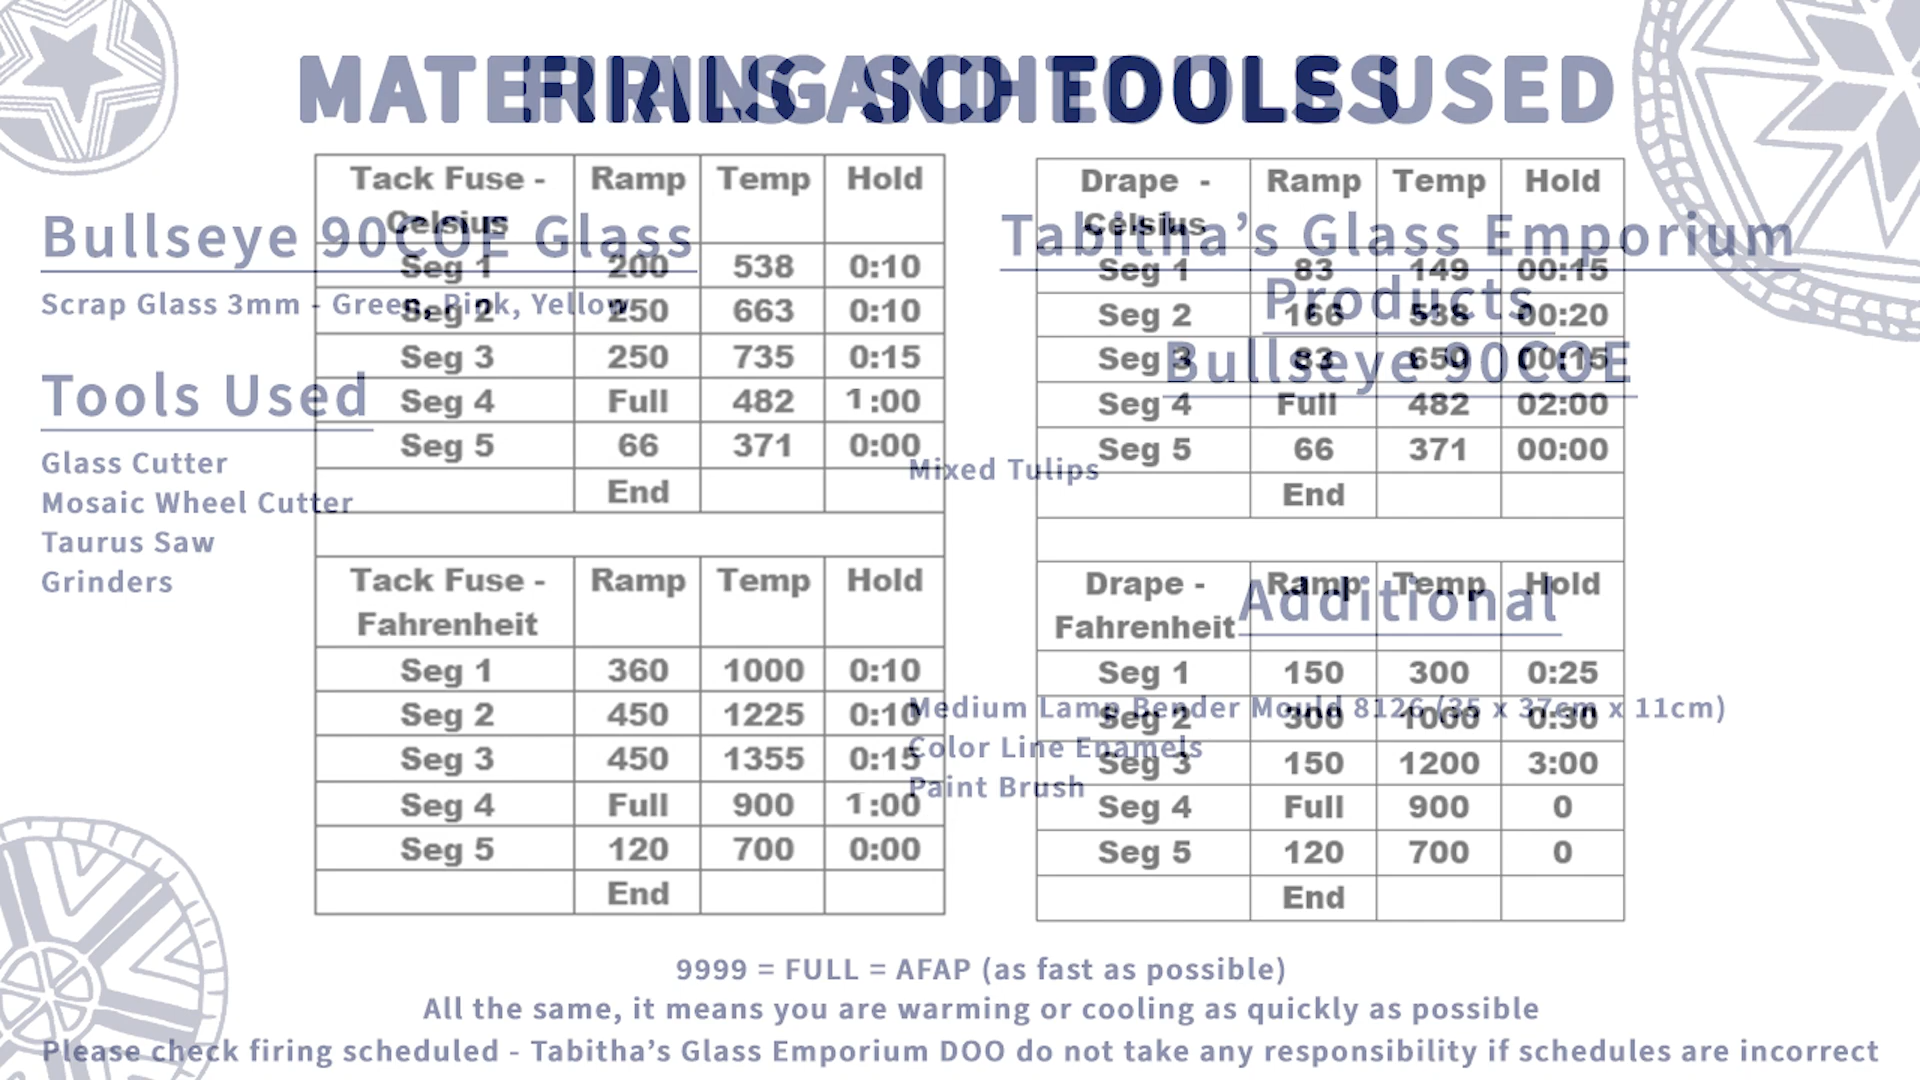 MATERIALS AND TOOLS USED
FIRING SCHEDULES
Bullseye 90COE Glass
Scrap Glass 3mm - Green, Pink, Yellow
Tools Used
Glass Cutter
Mosaic Wheel Cutter
Taurus Saw
Grinders
Tabitha’s Glass Emporium
Products
Bullseye 90COE
Mixed Tulips
Additional
Medium Lamp Bender Mould 8126 (35 x 37cm x 11cm)
Color Line Enamels
Paint Brush
Tack Fuse - Ramp Temp Hold
Celsius
Seg 1 200 538 0:10
Seg 2 250 663 0:10
Seg 3 250 735 0:15
Seg 4 Full 482 1:00
Seg 5 66 371 0:00
End
Tack Fuse - Ramp Temp Hold
Fahrenheit
Seg 1 360 1000 0:10
Seg 2 450 1225 0:10
Seg 3 450 1355 0:15
Seg 4 Full 900 1:00
Seg 5 120 700 0:00
End
Drape - Ramp Temp Hold
Celsius
Seg 1 83 149 00:15
Seg 2 166 538 00:20
Seg 3 83 650 00:15
Seg 4 Full 482 02:00
Seg 5 66 371 00:00
End
Drape - Ramp Temp Hold
Fahrenheit
Seg 1 150 300 0:25
Seg 2 300 1000 0:30
Seg 3 150 1200 3:00
Seg 4 Full 900 0
Seg 5 120 700 0
End
9999 = FULL = AFAP (as fast as possible)
All the same, it means you are warming or cooling as quickly as possible
Please check firing scheduled - Tabitha’s Glass Emporium DOO do not take any responsibility if schedules are incorrect